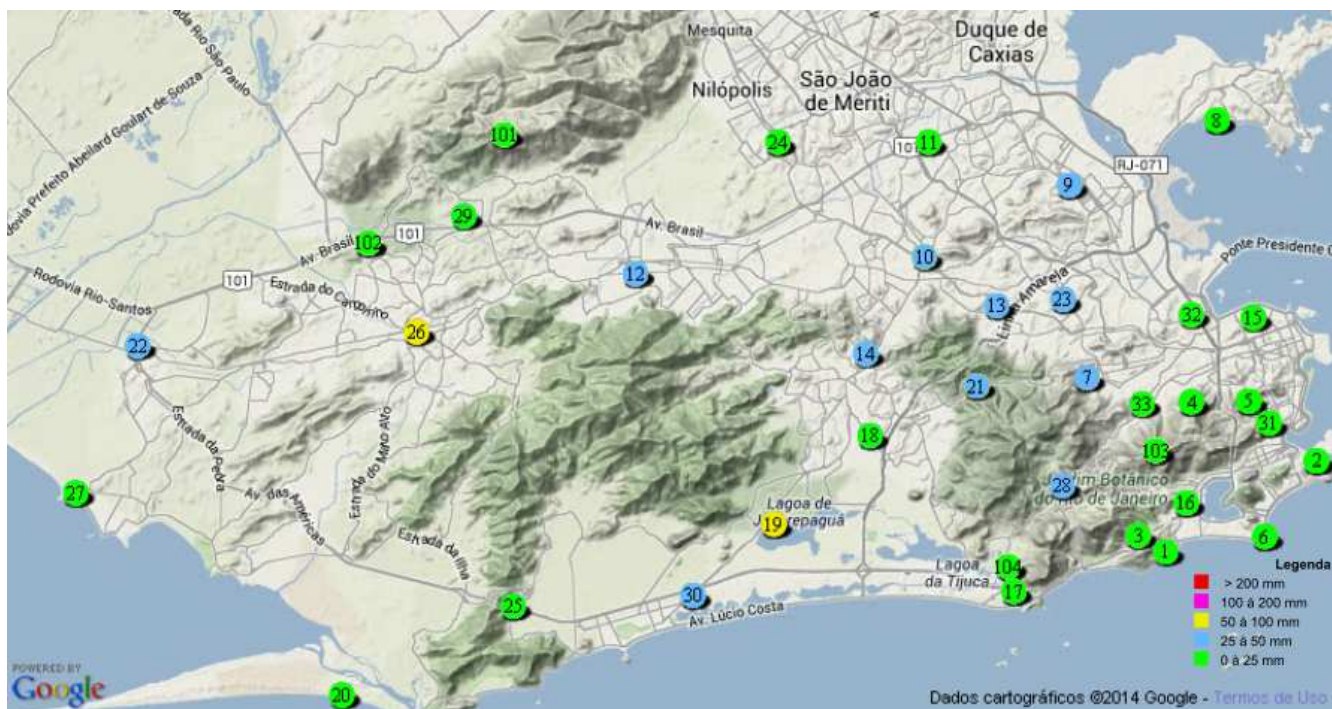 Estrada Rio São Paulo
Rodovia Prefeito Abeilard Goulart de Souza
Mesquita
Nilópolis
São João
de Meriti
Duque de
Caxias
8
101
24
101
11
RJ-071
9
29
Av. Brasil
102
Av. Brasil
101
10
Ponte Presidente
12
101
Rodovia Rio-Santos
Linha Amarela
13
23
32
15
26
22
14
21
7
33
4
5
31
18
103
2
Estrada da Pedra
27
Av. das Américas
28
Jardim Botânico
do Rio de Janeiro
16
Lagoa de
Jacarepaguá
19
Estrada da Ilha
3
1
6
Lagoa
da Tijuca
104
17
25
30
Av. Lúcio Costa
20
Legenda
> 200 mm
100 à 200 mm
50 à 100 mm
25 à 50 mm
0 à 25 mm
POWERED BY
Google
Dados cartográficos ©2014 Google - Termos de Uso